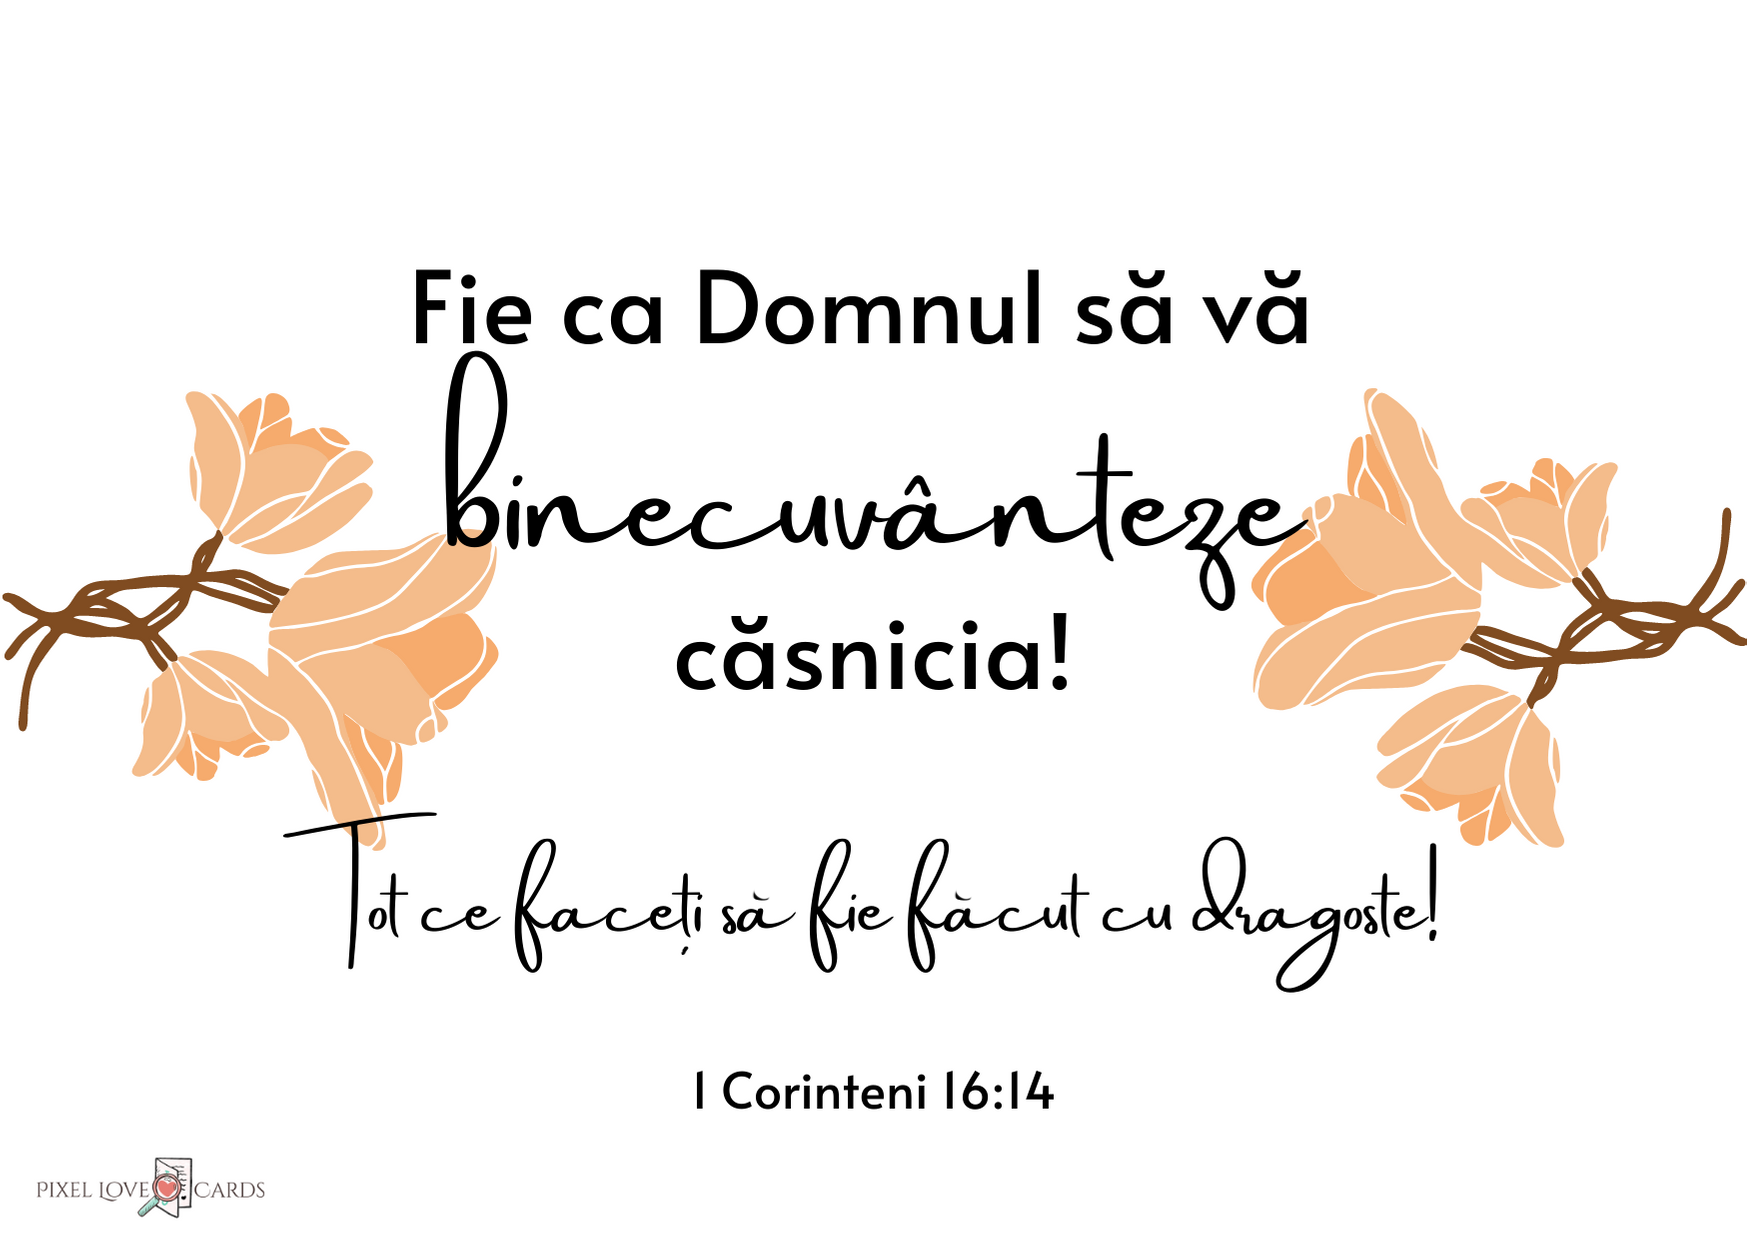 Fie ca Domnul să vă
binecuvânteze
căsnicia!
Tot ce faceți să fie făcut cu dragoste!
1 Corinteni 16:14
PIXEL LOVE CARDS